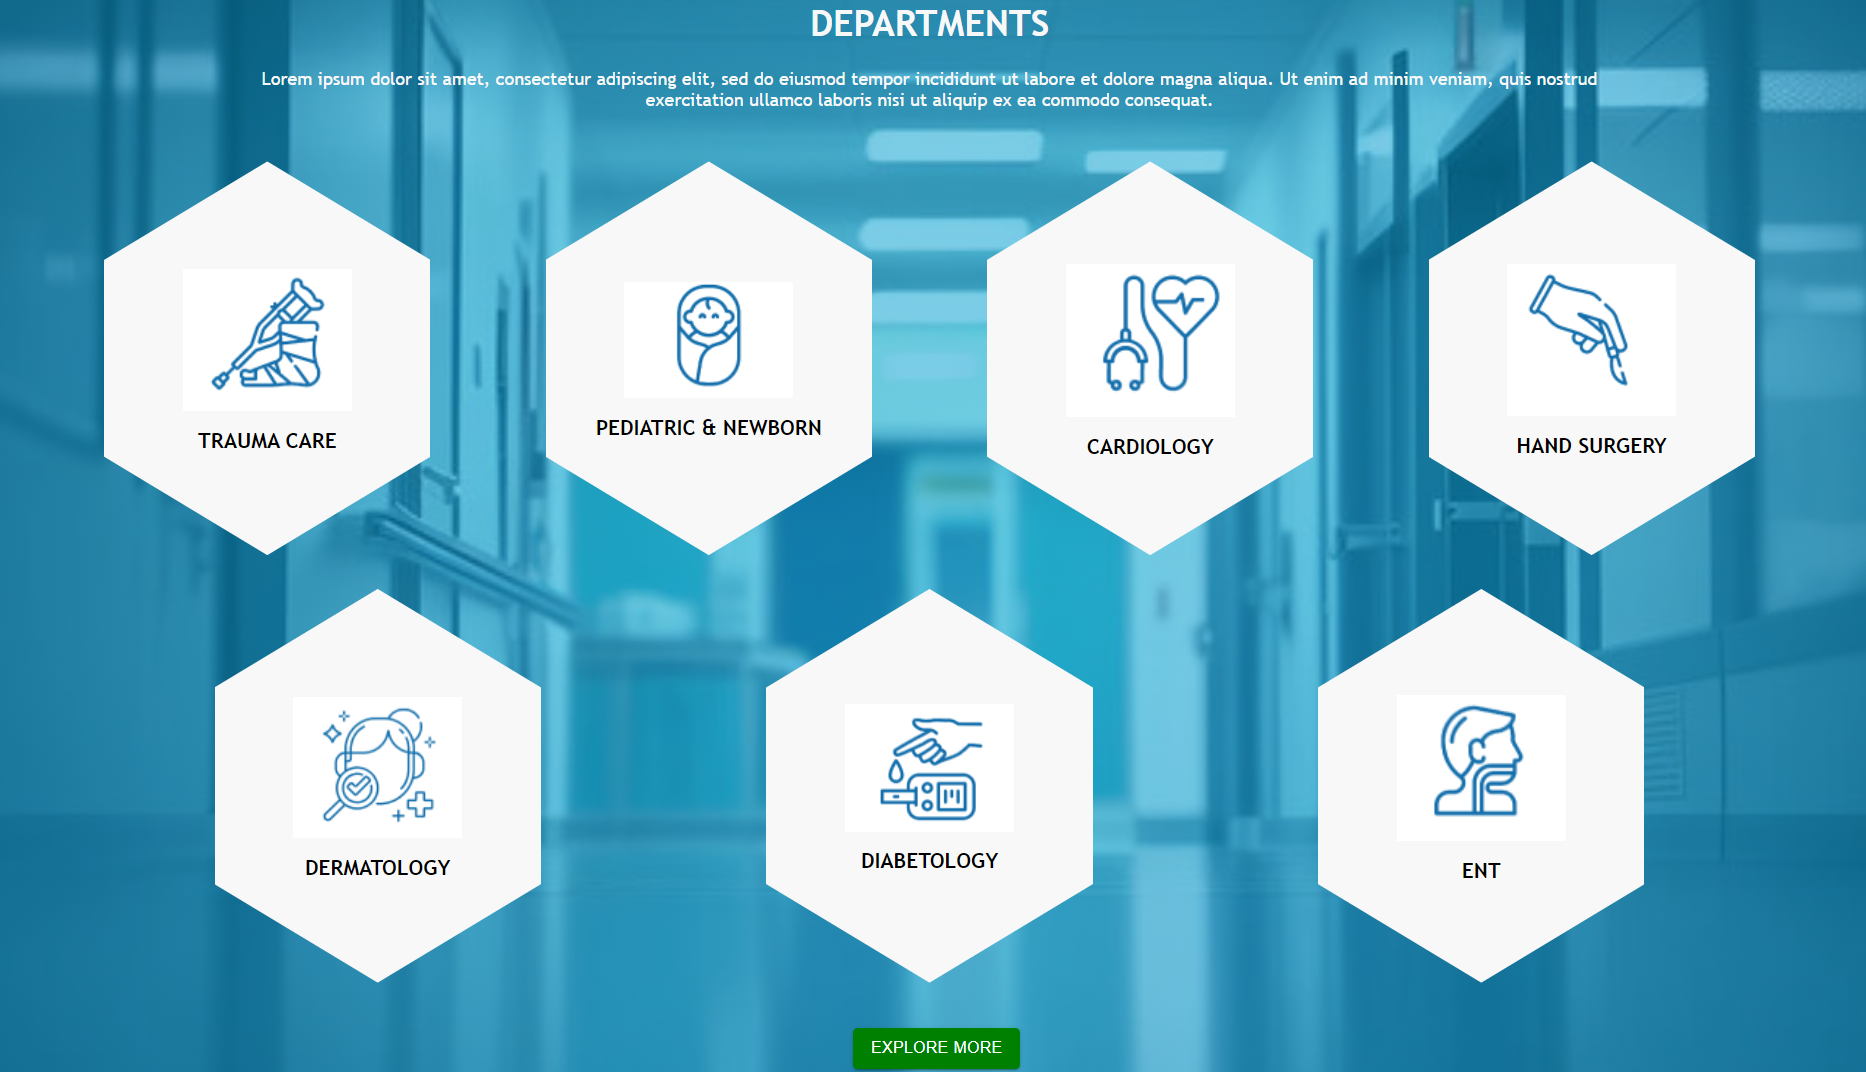 DEPARTMENTS
Lorem ipsum dolor sit amet, consectetur adipiscing elit, sed do eiusmod tempor incididunt ut labore et dolore magna aliqua. Ut enim ad minim veniam, quis nostrud
exercitation ullamco laboris nisi ut aliquip ex ea commodo consequat.
TRAUMA CARE
PEDIATRIC & NEWBORN
CARDIOLOGY
HAND SURGERY
DERMATOLOGY
DIABETOLOGY
ENT
EXPLORE MORE